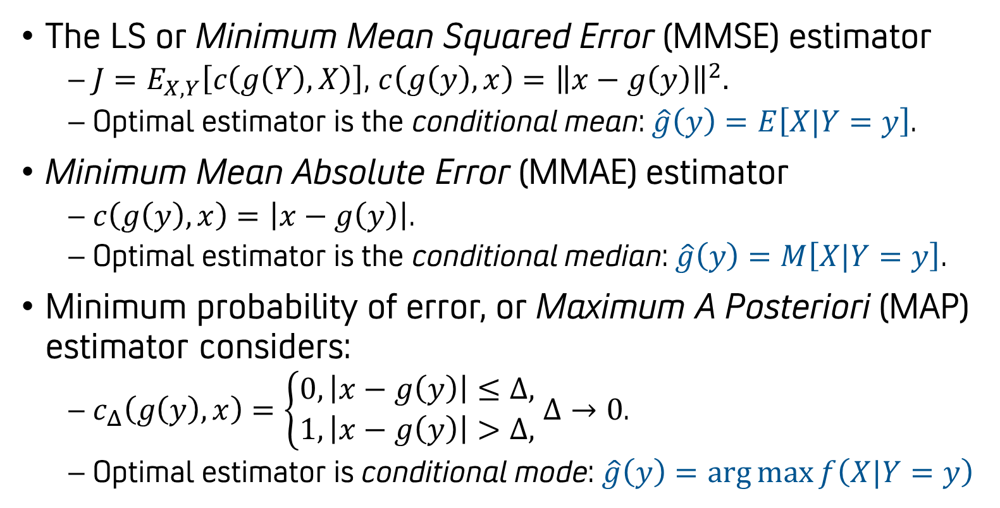 • The LS or Minimum Mean Squared Error (MMSE) estimator
– J = E_{X,Y}[c(g(Y), X)], c(g(y), x) = ‖x − g(y)‖².
– Optimal estimator is the conditional mean: ĝ(y) = E[X|Y = y].
• Minimum Mean Absolute Error (MMAE) estimator
– c(g(y), x) = |x − g(y)|.
– Optimal estimator is the conditional median: ĝ(y) = M[X|Y = y].
• Minimum probability of error, or Maximum A Posteriori (MAP)
estimator considers:
– c_Δ(g(y), x) = { 0, |x − g(y)| ≤ Δ,
1, |x − g(y)| > Δ, Δ → 0.
– Optimal estimator is conditional mode: ĝ(y) = arg max f(X|Y = y)